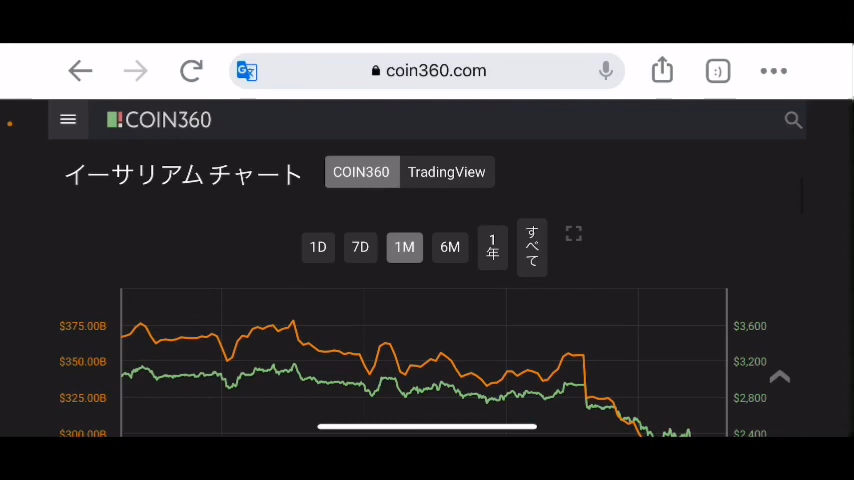 coin360.com
:)
COIN360
イーサリアム チャート
COIN360
TradingView
1D
7D
1M
6M
1年
すべて
$375.00B
$3,600
$350.00B
$3,200
$325.00B
$2,800
$300.00B
$2,400